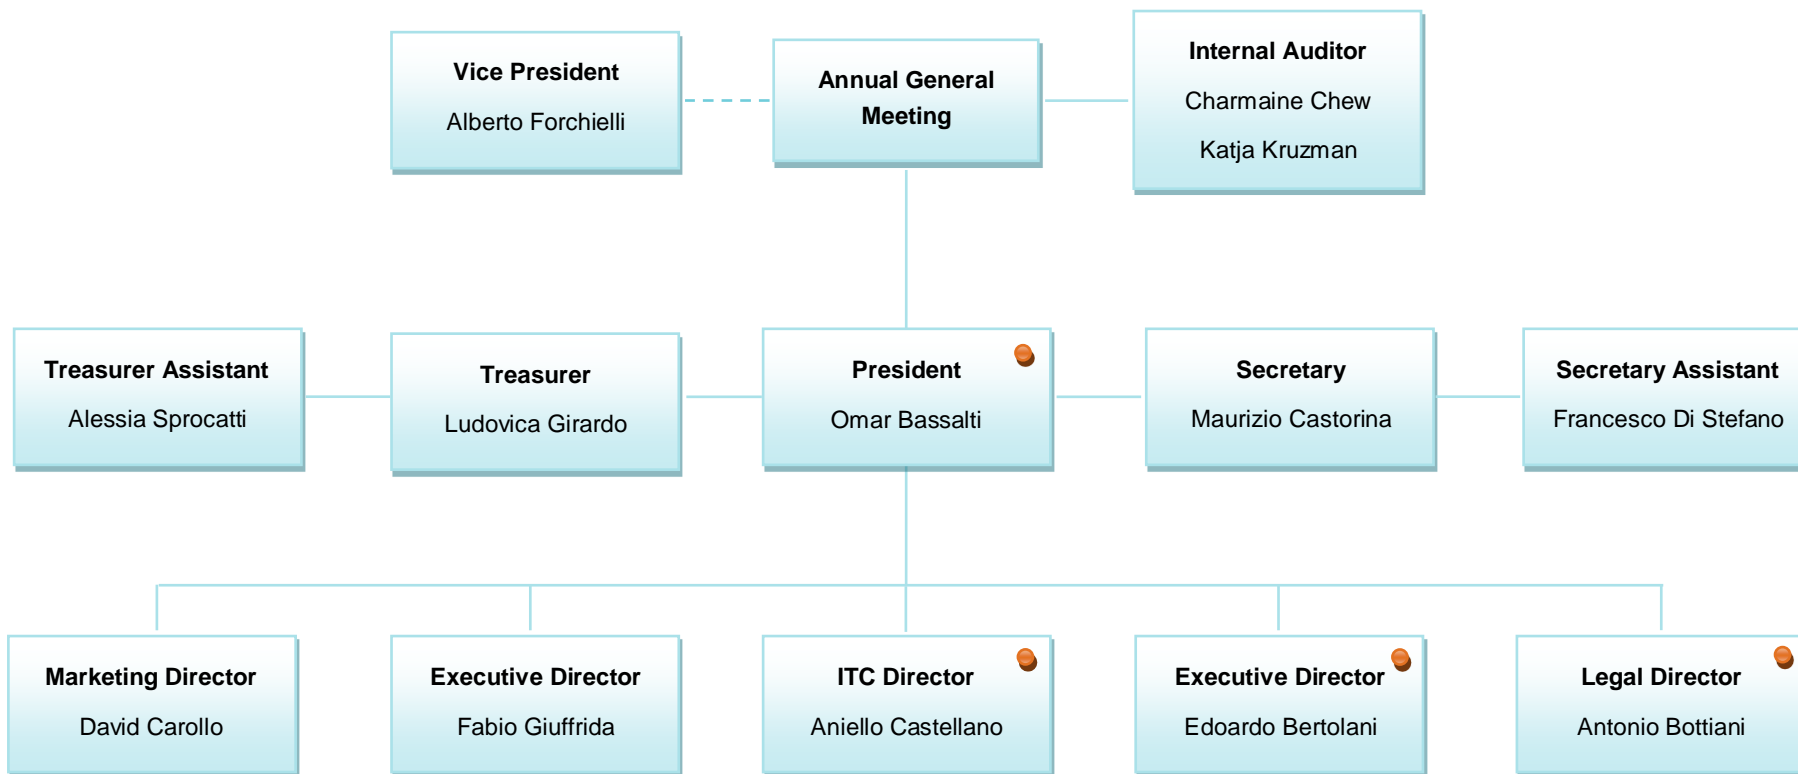 Vice President
Alberto Forchielli
Annual General
Meeting
Internal Auditor
Charmaine Chew
Katja Kruzman
Treasurer Assistant
Alessia Sprocatti
Treasurer
Ludovica Girardo
President
Omar Bassalti
Secretary
Maurizio Castorina
Secretary Assistant
Francesco Di Stefano
Marketing Director
David Carollo
Executive Director
Fabio Giuffrida
ITC Director
Aniello Castellano
Executive Director
Edoardo Bertolani
Legal Director
Antonio Bottiani